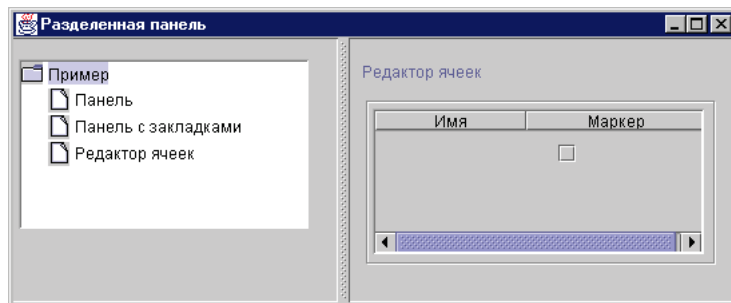 Разделенная панель
Пример
Панель
Панель с закладками
Редактор ячеек
Редактор ячеек
Имя Маркер